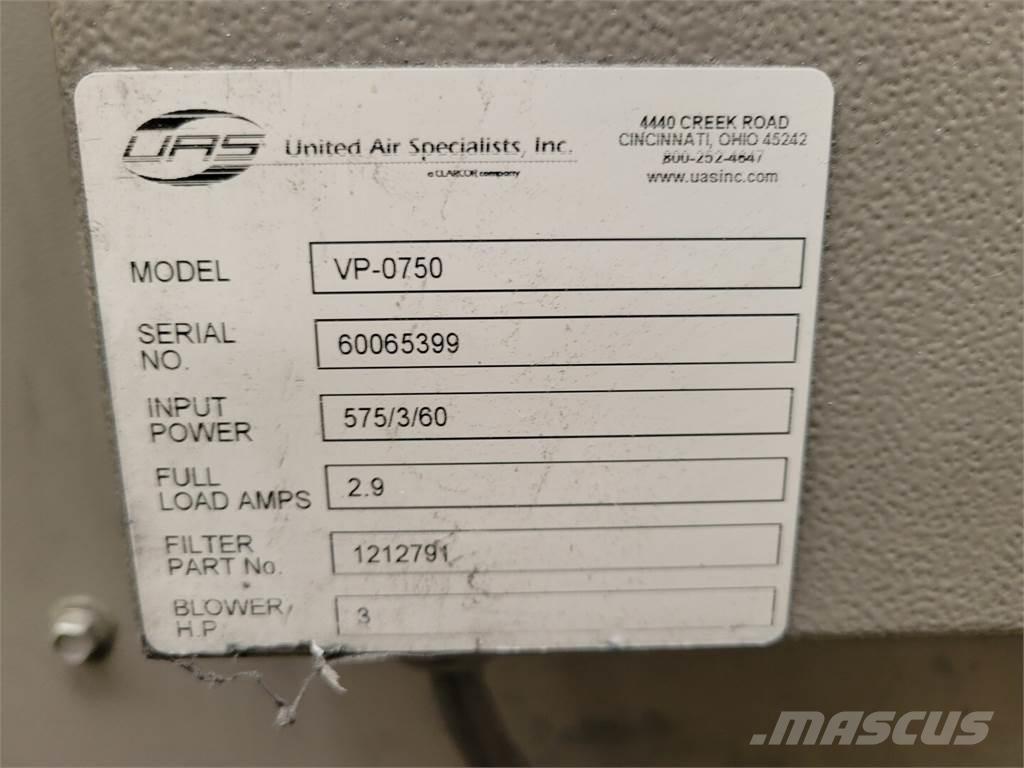 UAS
United Air Specialists, Inc.
a CLARCOR company
4440 CREEK ROAD
CINCINNATI, OHIO 45242
800-252-4647
www.uasinc.com
MODEL VP-0750
SERIAL
NO. 60065399
INPUT
POWER 575/3/60
FULL
LOAD AMPS 2.9
FILTER
PART No. 1212791
BLOWER
H.P. 3
MASCUS